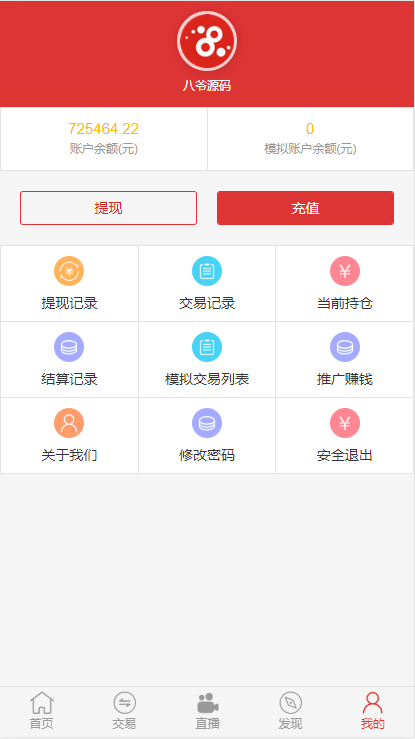 八爷源码
725464.22
0
账户余额(元)
模拟账户余额(元)
提现
充值
提现记录
交易记录
当前持仓
结算记录
模拟交易列表
推广赚钱
关于我们
修改密码
安全退出
首页
交易
直播
发现
我的